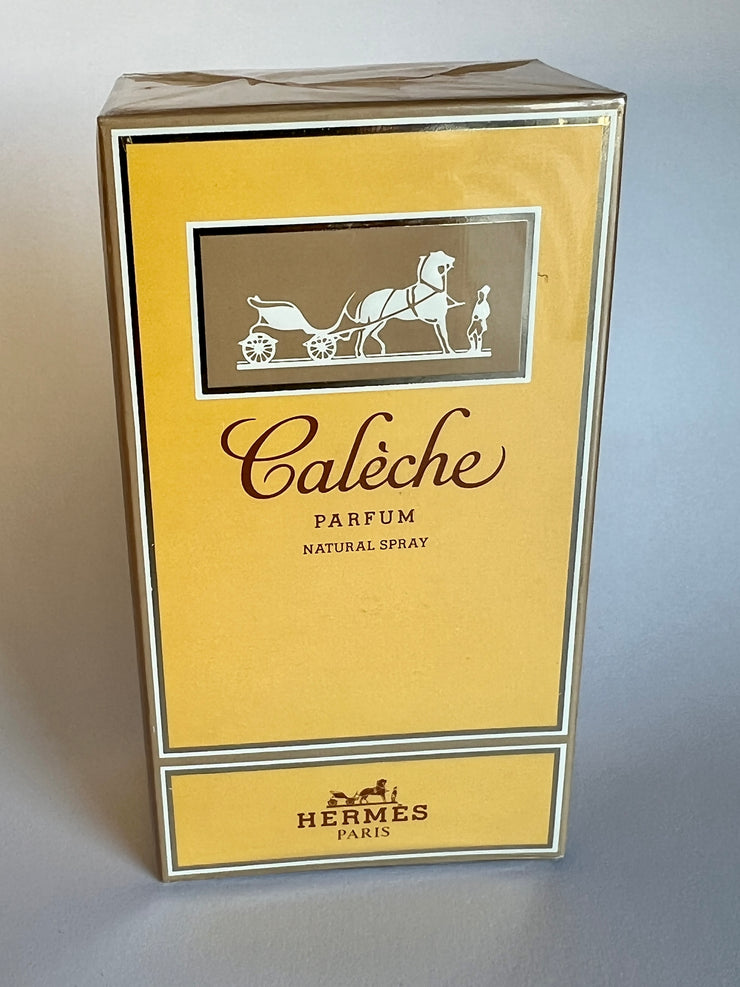 Calèche
PARFUM
NATURAL SPRAY
HERMÈS
PARIS